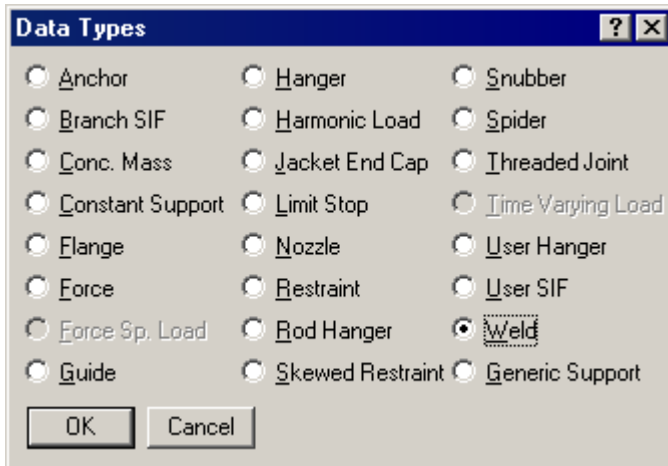 Data Types ?
Anchor Hanger Snubber
Branch SIF Harmonic Load Spider
Conc. Mass Jacket End Cap Threaded Joint
Constant Support Limit Stop Time Varying Load
Flange Nozzle User Hanger
Force Restraint User SIF
Force Sp. Load Rod Hanger Weld
Guide Skewed Restraint Generic Support
OK Cancel